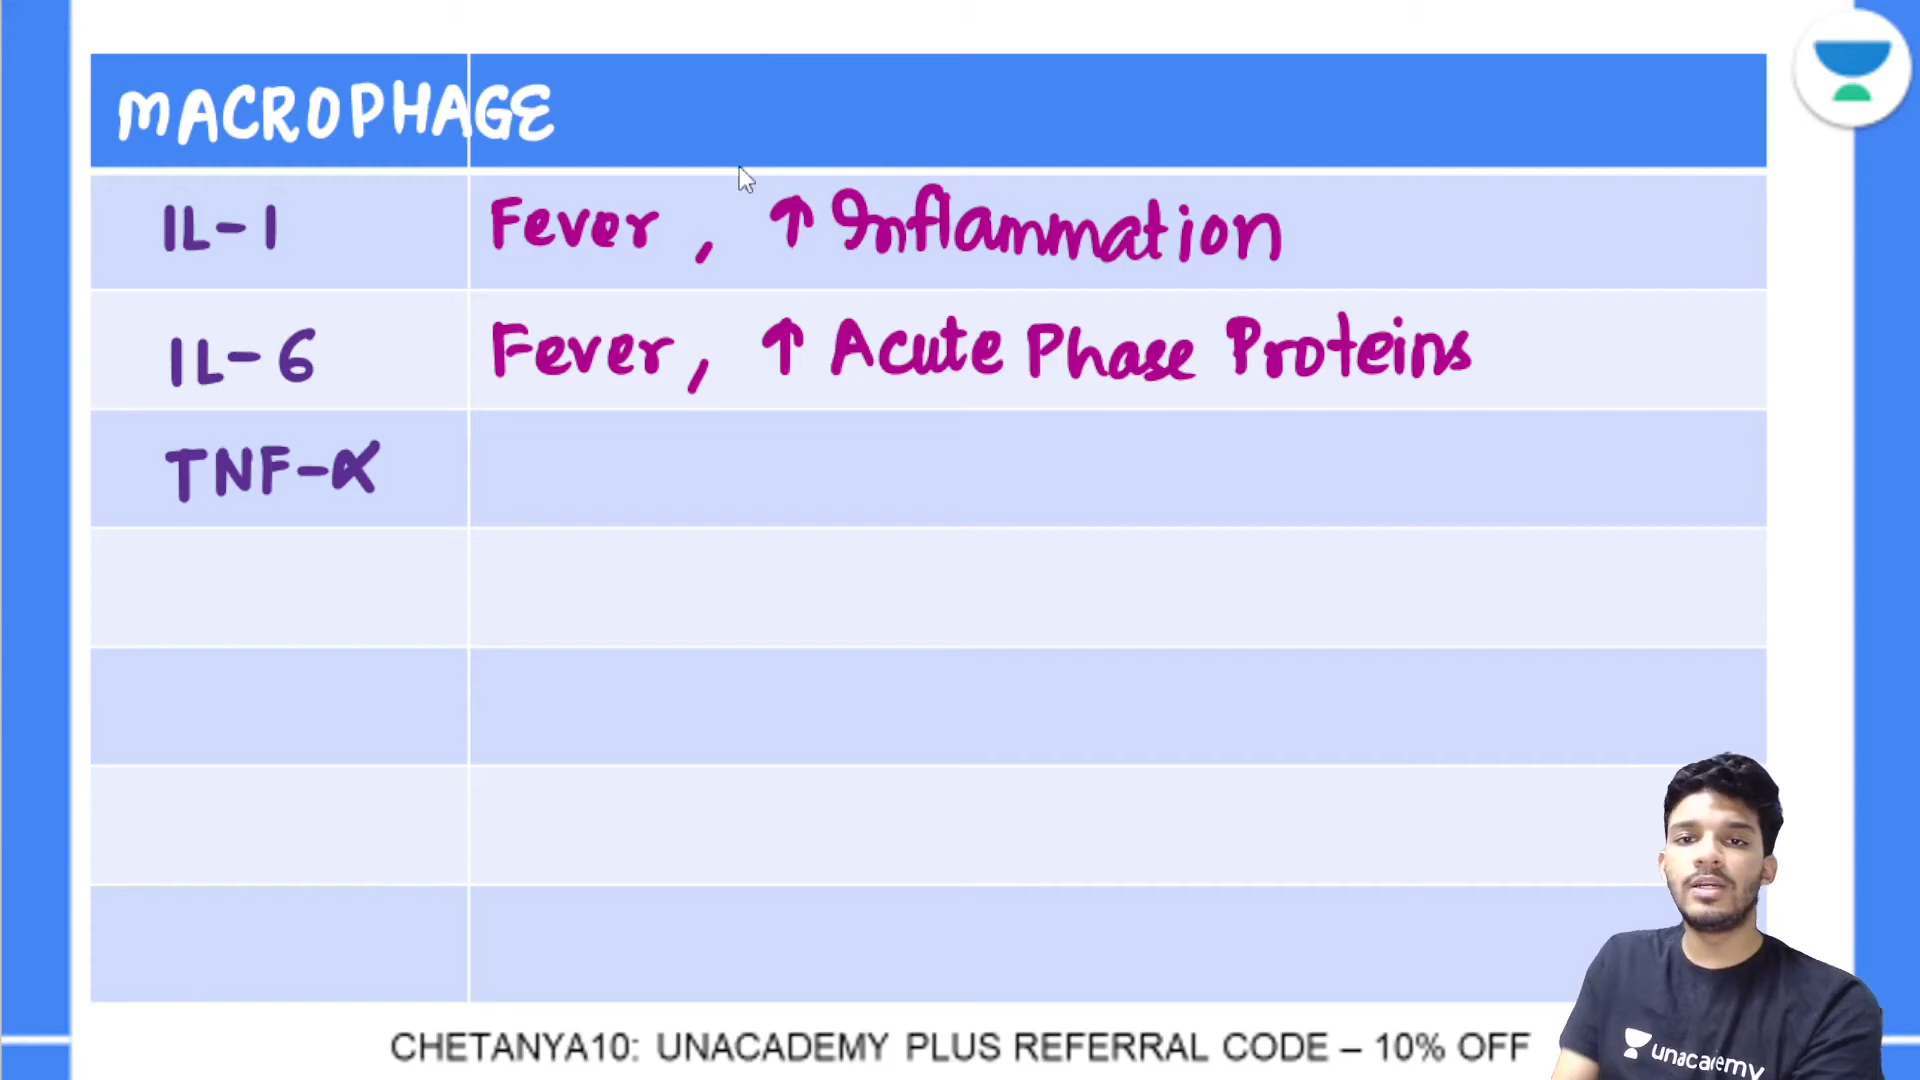 MACROPHAGE
IL-1 Fever, ↑ Inflammation
IL-6 Fever, ↑ Acute Phase Proteins
TNF-α
unacademy
CHETANYA10: UNACADEMY PLUS REFERRAL CODE – 10% OFF